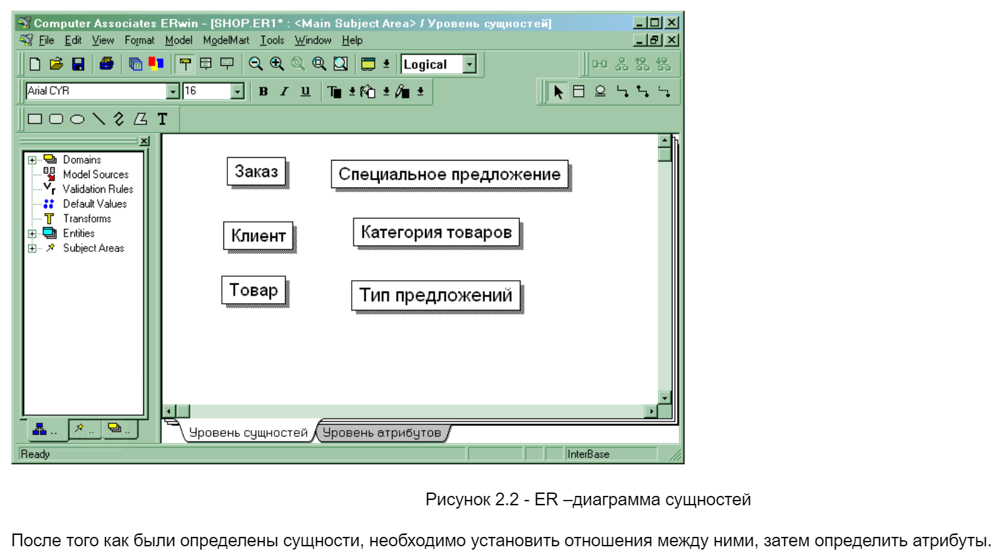 Computer Associates ERwin - [SHOP.ER1* : <Main Subject Area> / Уровень сущностей]
File Edit View Format Model ModelMart Tools Window Help
Logical
Arial CYR 16 B I U
T
Domains
Model Sources
Validation Rules
Default Values
Transforms
Entities
Subject Areas
Заказ
Специальное предложение
Клиент
Категория товаров
Товар
Тип предложений
.. .. ..
Уровень сущностей Уровень атрибутов
Ready InterBase
Рисунок 2.2 - ER –диаграмма сущностей
После того как были определены сущности, необходимо установить отношения между ними, затем определить атрибуты.